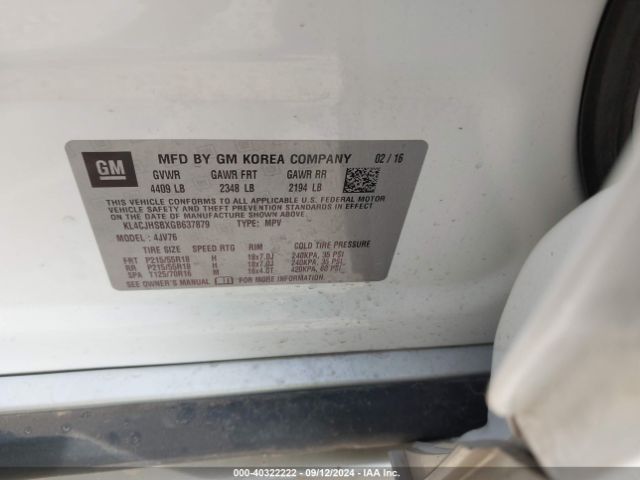 GM
MFD BY GM KOREA COMPANY 02/16
GVWR GAWR FRT GAWR RR
4409 LB 2348 LB 2194 LB
THIS VEHICLE CONFORMS TO ALL APPLICABLE U.S. FEDERAL MOTOR
VEHICLE SAFETY, BUMPER, AND THEFT PREVENTION STANDARDS IN
EFFECT ON THE DATE OF MANUFACTURE SHOWN ABOVE.
KL4CJHSBXGB637879 TYPE: MPV
MODEL: 4JV76
TIRE SIZE SPEED RTG RIM COLD TIRE PRESSURE
FRT P215/55R18 H 18x7.0J 240KPA, 35 PSI
RR P215/55R18 H 18x7.0J 240KPA, 35 PSI
SPA T125/70R16 M 16x4.0T 420KPA, 60 PSI
SEE OWNER'S MANUAL FOR MORE INFORMATION.
000-40322222 - 09/12/2024 - IAA Inc.